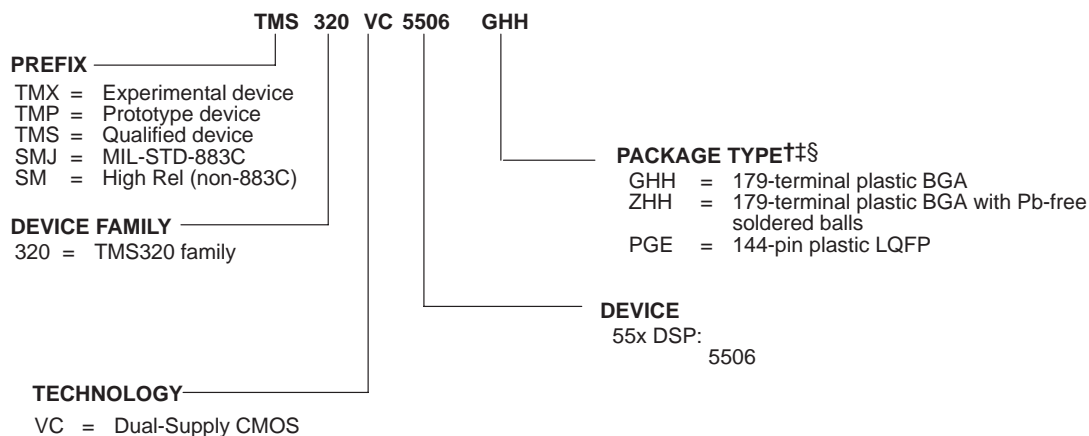 TMS 320 VC 5506 GHH
PREFIX
TMX = Experimental device
TMP = Prototype device
TMS = Qualified device
SMJ = MIL-STD-883C
SM = High Rel (non-883C)
DEVICE FAMILY
320 = TMS320 family
TECHNOLOGY
VC = Dual-Supply CMOS
PACKAGE TYPE†‡§
GHH = 179-terminal plastic BGA
ZHH = 179-terminal plastic BGA with Pb-free
soldered balls
PGE = 144-pin plastic LQFP
DEVICE
55x DSP:
5506